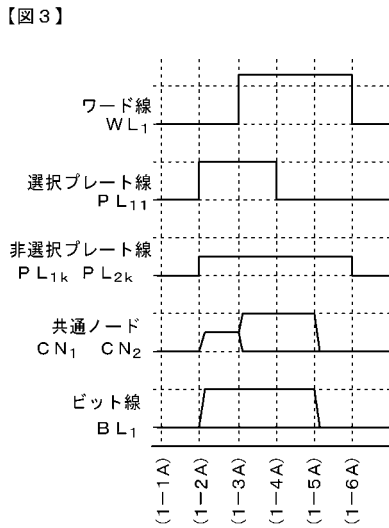 【図3】
ワード線
WL₁
選択プレート線
PL₁₁
非選択プレート線
PL₁ₖ PL₂ₖ
共通ノード
CN₁ CN₂
ビット線
BL₁
(1-1A)
(1-2A)
(1-3A)
(1-4A)
(1-5A)
(1-6A)